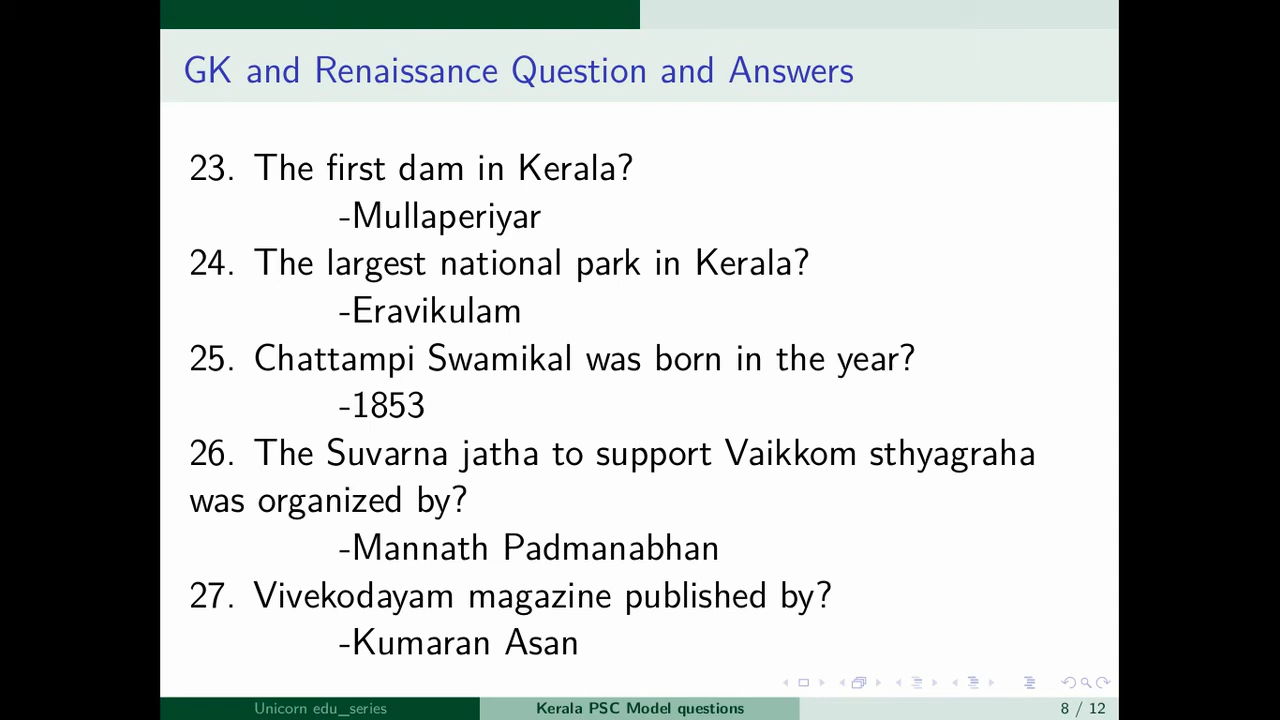 GK and Renaissance Question and Answers
23. The first dam in Kerala?
-Mullaperiyar
24. The largest national park in Kerala?
-Eravikulam
25. Chattampi Swamikal was born in the year?
-1853
26. The Suvarna jatha to support Vaikkom sthyagraha
was organized by?
-Mannath Padmanabhan
27. Vivekodayam magazine published by?
-Kumaran Asan
Unicorn edu_series Kerala PSC Model questions 8 / 12